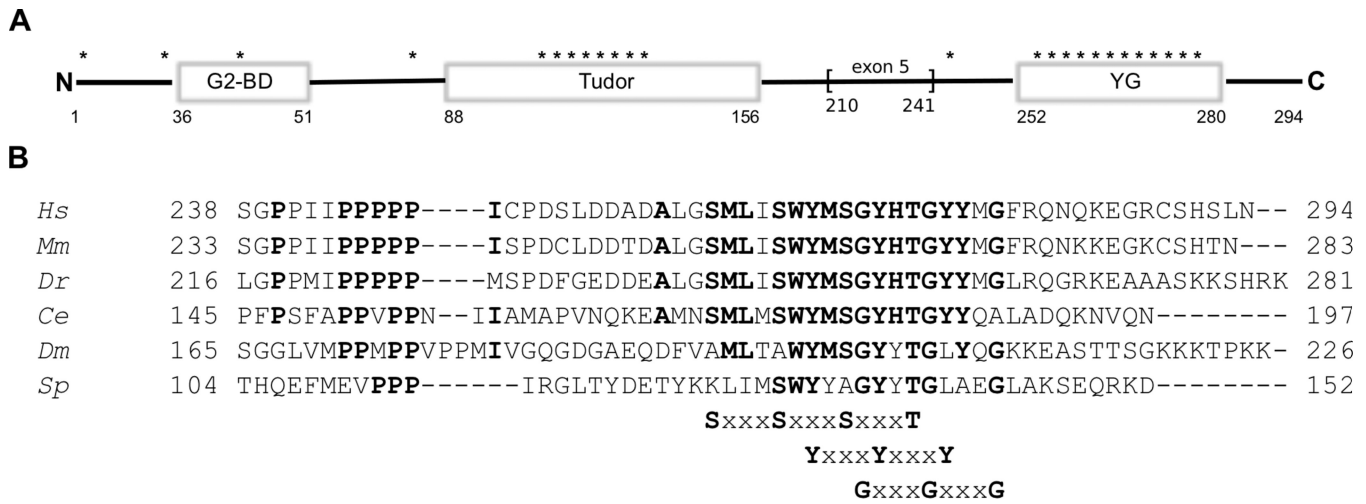 A
* * * * * * * * * * * * * * * * * * * * * * * *
N G2-BD Tudor [ exon 5 ] YG C
1 36 51 88 156 210 241 252 280 294
B
Hs 238 SGPPIIPPPPP----ICPDSLDDADALGSMLISWYMSGYHTGYYMGFRQNQKEGRCSHSLN-- 294
Mm 233 SGPPIIPPPPP----ISPDCLDDTDALGSMLISWYMSGYHTGYYMGFRQNKKEGKCSHTN--- 283
Dr 216 LGPPMIPPPPP----MSPDFGEDDEALGSMLISWYMSGYHTGYYMGLRQGRKEAAASKKSHRK 281
Ce 145 PFPSFAPPVPPN--IIAMAPVNQKEAMNSMLMSWYMSGYHTGYYQALADQKNVQN-------- 197
Dm 165 SGGLVMPPMPPVPPMIVGQGDGAEQDFVAMLTAWYMSGYYTGLYQGKKEASTTSGKKKTPKK- 226
Sp 104 THQEFMEVPPP------IRGLTYDETYKKLIMSWYYAGYYTGLAEGLAKSEQRKD-------- 152
SxxxSxxxSxxxT
YxxxYxxxY
GxxxGxxxG